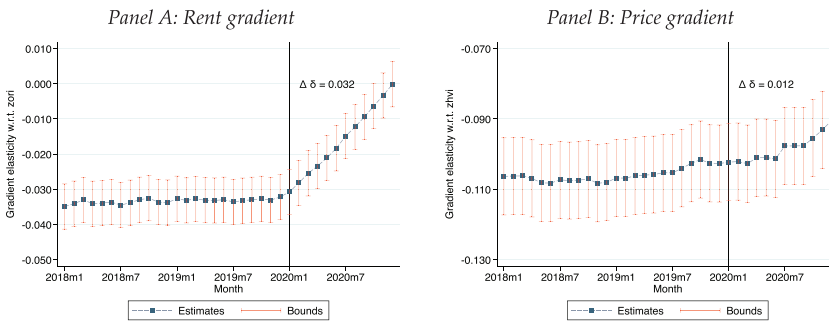 Panel A: Rent gradient
Gradient elasticity w.r.t. zori
0.010
0.000
-0.010
-0.020
-0.030
-0.040
-0.050
Δ δ = 0.032
2018m1 2018m7 2019m1 2019m7 2020m1 2020m7
Month
Estimates Bounds
Panel B: Price gradient
Gradient elasticity w.r.t. zhvi
-0.070
-0.090
-0.110
-0.130
Δ δ = 0.012
2018m1 2018m7 2019m1 2019m7 2020m1 2020m7
Month
Estimates Bounds